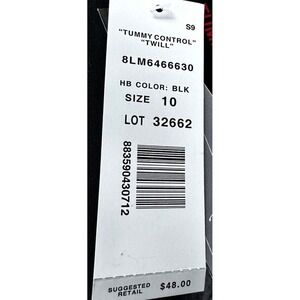 S9
"TUMMY CONTROL"
"TWILL"
8LM6466630
HB COLOR: BLK
SIZE 10
LOT 32662
883590430712
SUGGESTED
RETAIL $48.00